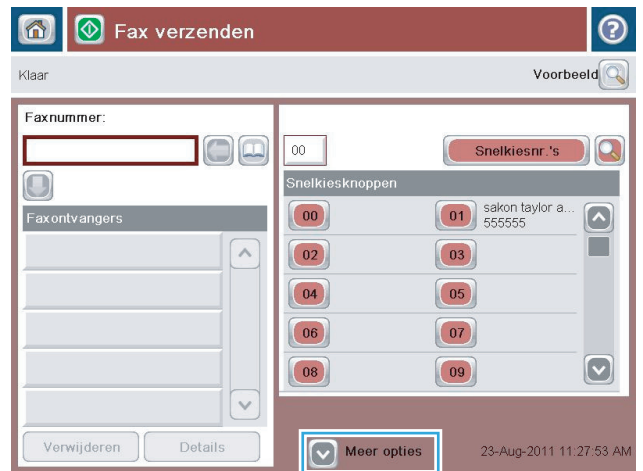 Fax verzenden
Klaar
Voorbeeld
Faxnummer:
00
Snelkiesnr.'s
Snelkiesknoppen
Faxontvangers
00
01
sakon taylor a...
555555
02
03
04
05
06
07
08
09
Verwijderen
Details
Meer opties
23-Aug-2011 11:27:53 AM